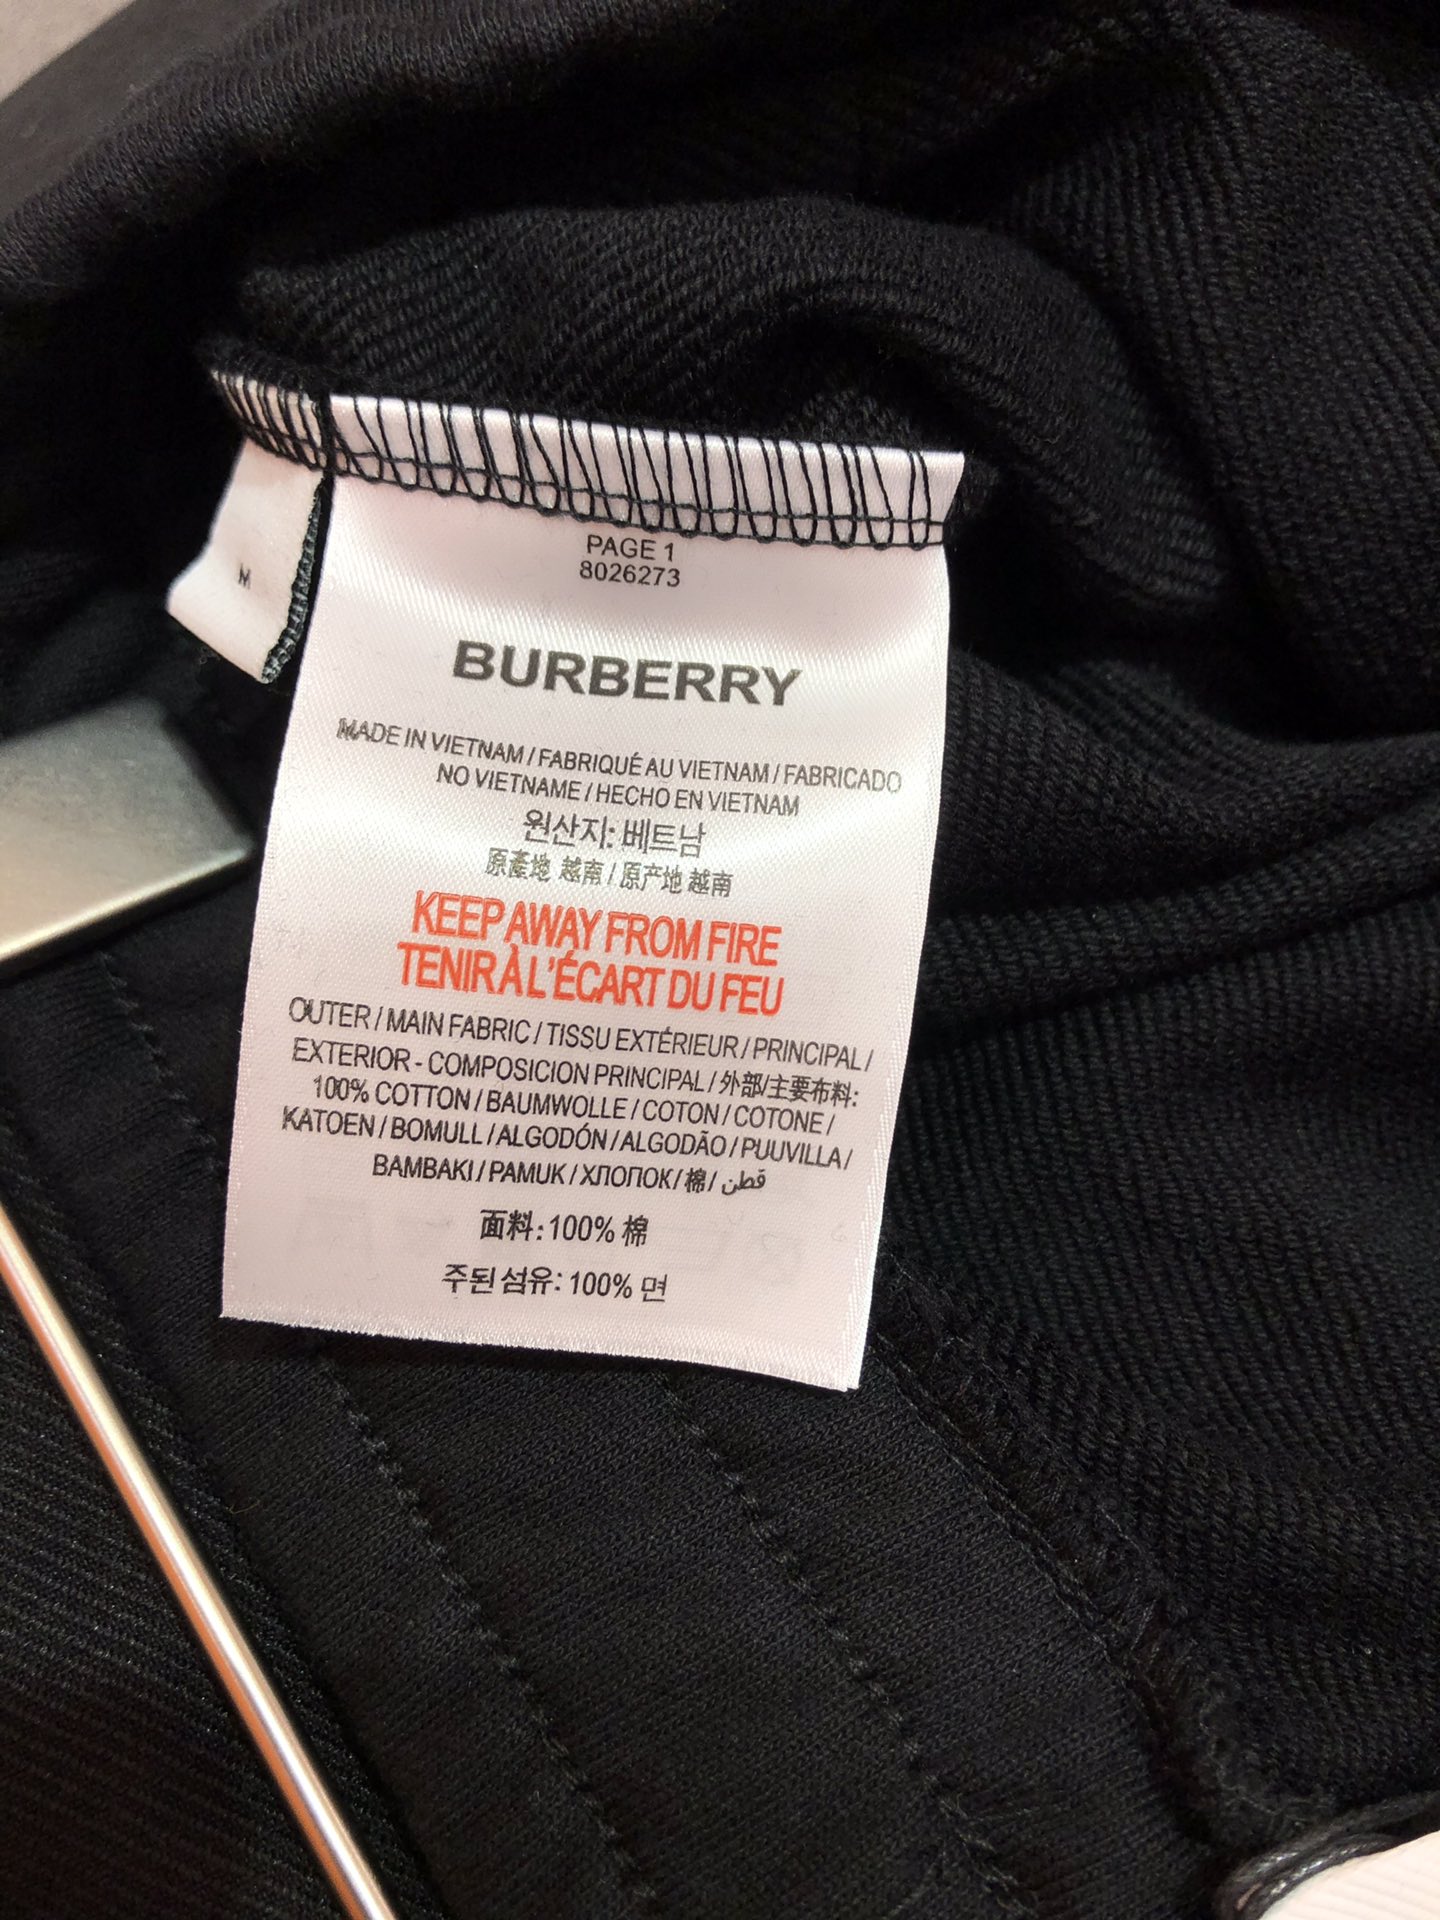 M
PAGE 1
8026273
BURBERRY
MADE IN VIETNAM / FABRIQUÉ AU VIETNAM / FABRICADO
NO VIETNAME / HECHO EN VIETNAM
원산지: 베트남
原產地 越南 / 原产地 越南
KEEP AWAY FROM FIRE
TENIR À L'ÉCART DU FEU
OUTER / MAIN FABRIC / TISSU EXTÉRIEUR / PRINCIPAL /
EXTERIOR - COMPOSICION PRINCIPAL / 外部/主要布料:
100% COTTON / BAUMWOLLE / COTON / COTONE /
KATOEN / BOMULL / ALGODÓN / ALGODÃO / PUUVILLA /
BAMBAKI / PAMUK / ХЛОПОК / 棉 / قطن
面料: 100% 棉
주된 섬유: 100% 면